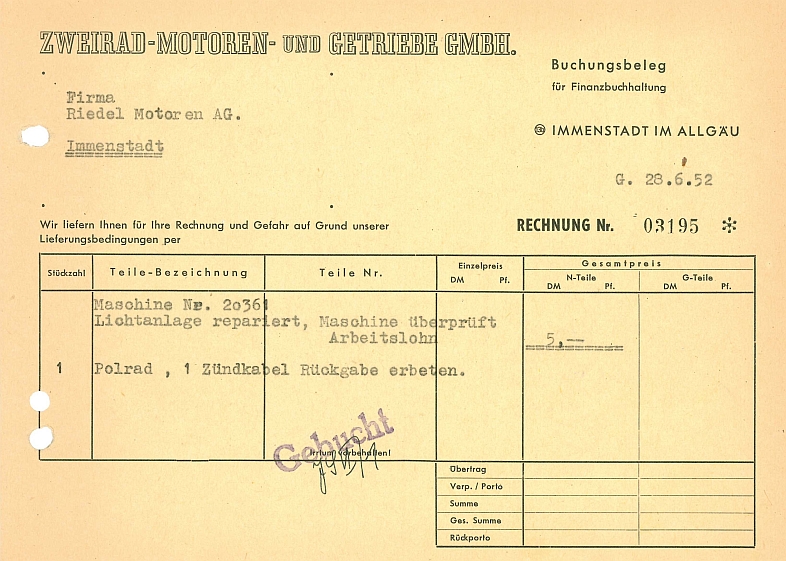 ZWEIRAD-MOTOREN- UND GETRIEBE GMBH.
Buchungsbeleg
für Finanzbuchhaltung
Firma
Riedel Motoren AG.
Immenstadt
IMMENSTADT IM ALLGÄU
G. 28.6.52
Wir liefern Ihnen für Ihre Rechnung und Gefahr auf Grund unserer
Lieferungsbedingungen per
RECHNUNG Nr. 03195 *
Stückzahl Teile-Bezeichnung Teile Nr. Einzelpreis DM Pf. Gesamtpreis
N-Teile G-Teile
DM Pf. DM Pf.
Maschine Nr. 20361
Lichtanlage repariert, Maschine überprüft
Arbeitslohn 5,—
1 Polrad , 1 Zündkabel Rückgabe erbeten.
Gebucht
Irrtum vorbehalten!
Übertrag
Verp. / Porto
Summe
Ges. Summe
Rückporto